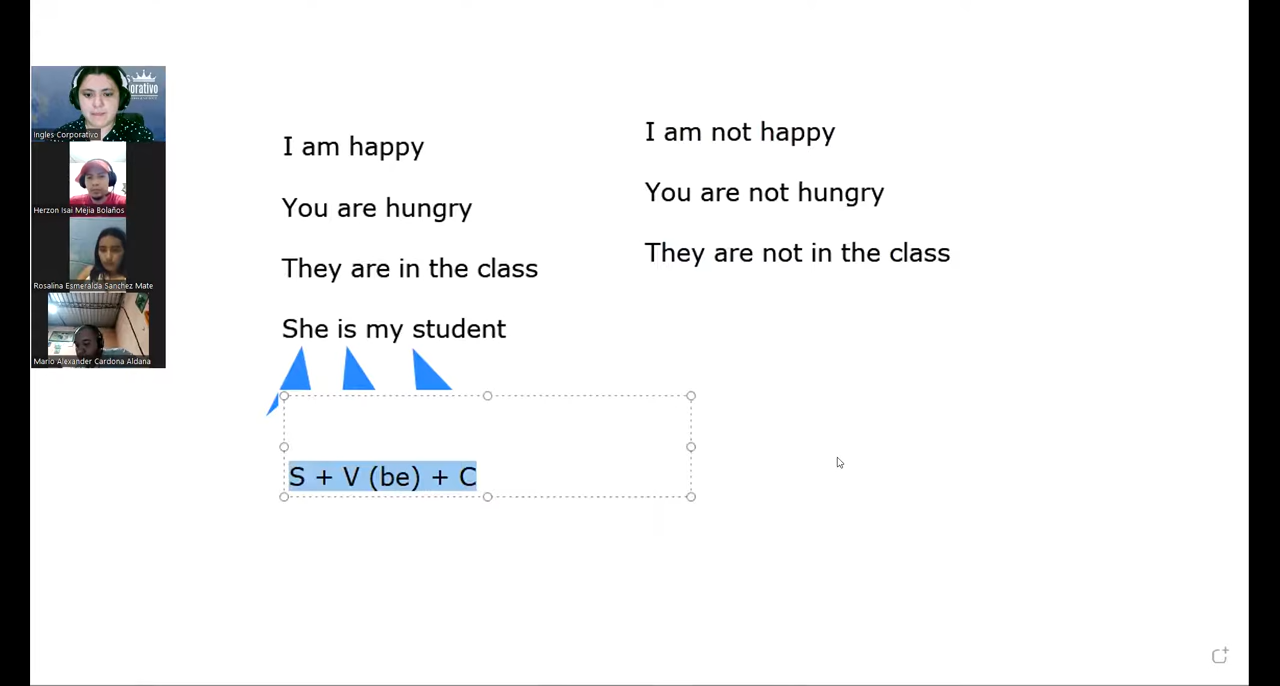 orativo
Ingles Corporativo
Herzon Isai Mejia Bolaños
Rosalina Esmeralda Sanchez Mate
Mario Alexander Cardona Aldana
I am happy
You are hungry
They are in the class
She is my student
S + V (be) + C
I am not happy
You are not hungry
They are not in the class